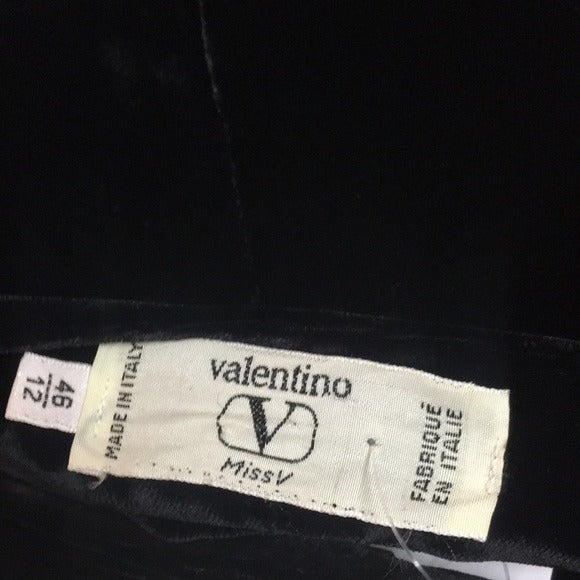 valentino
V
MissV
MADE IN ITALY
FABRIQUÉ
EN ITALIE
46
12